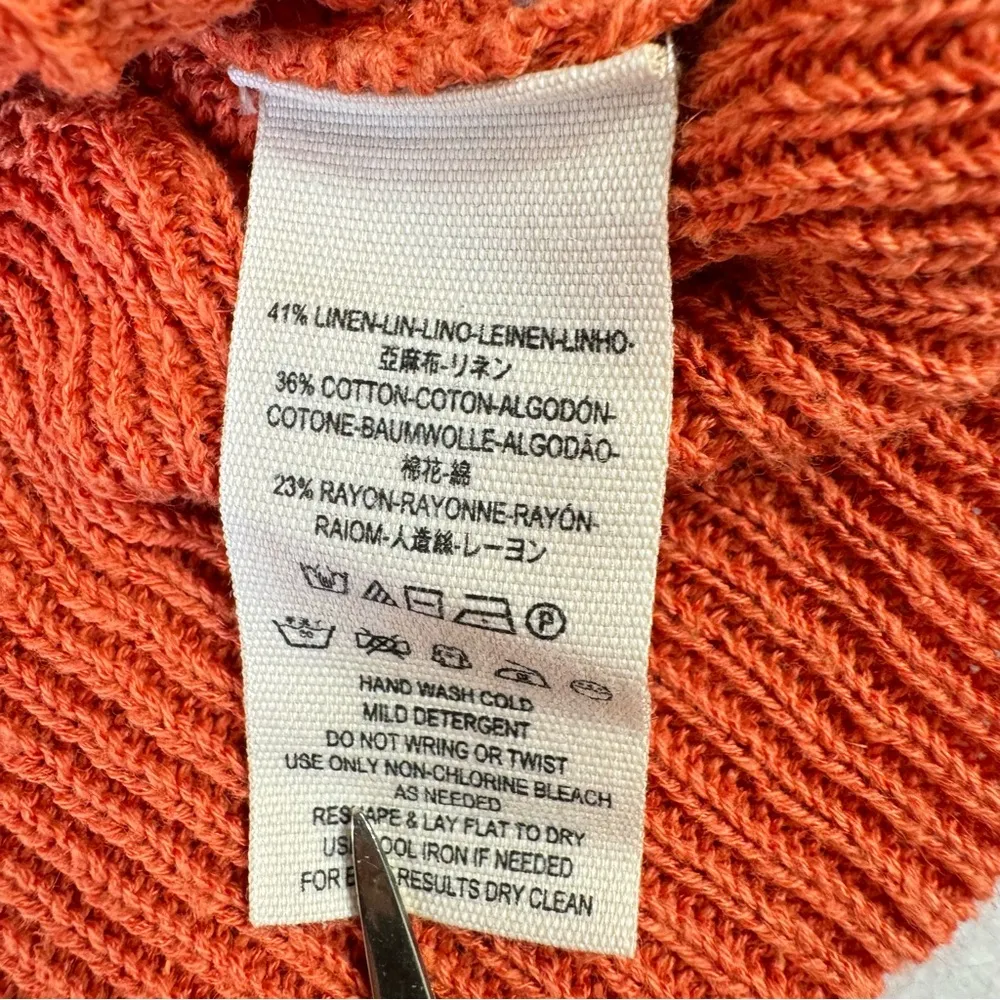 41% LINEN-LIN-LINO-LEINEN-LINHO-
亞麻布-リネン
36% COTTON-COTON-ALGODÓN-
COTONE-BAUMWOLLE-ALGODÃO-
棉花-綿
23% RAYON-RAYONNE-RAYÓN-
RAIOM-人造絲-レーヨン
P
HAND WASH COLD
MILD DETERGENT
DO NOT WRING OR TWIST
USE ONLY NON-CHLORINE BLEACH
AS NEEDED
RESHAPE & LAY FLAT TO DRY
USE COOL IRON IF NEEDED
FOR BEST RESULTS DRY CLEAN